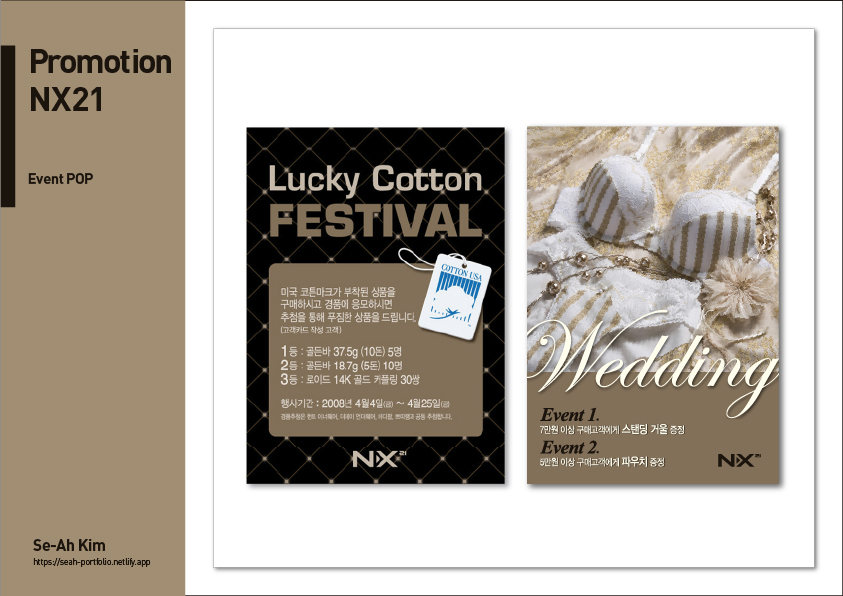 Promotion
NX21
Event POP
Lucky Cotton
FESTIVAL
COTTON USA
미국 코튼마크가 부착된 상품을
구매하시고 경품이 응모하시면
추첨을 통해 푸짐한 상품을 드립니다.
(고객카드 작성 고객)
1등 : 골든바 37.5g (10돈) 5명
2등 : 골든바 18.7g (5돈) 10명
3등 : 로이드 14K 골드 커플링 30쌍
행사기간 : 2008년 4월4일(금) ~ 4월25일(금)
NX 21
Wedding
Event 1.
7만원 이상 구매고객에게 스탠딩 거울 증정
Event 2.
5만원 이상 구매고객에게 파우치 증정
NX 21
Se-Ah Kim
https://seah-portfolio.netlify.app